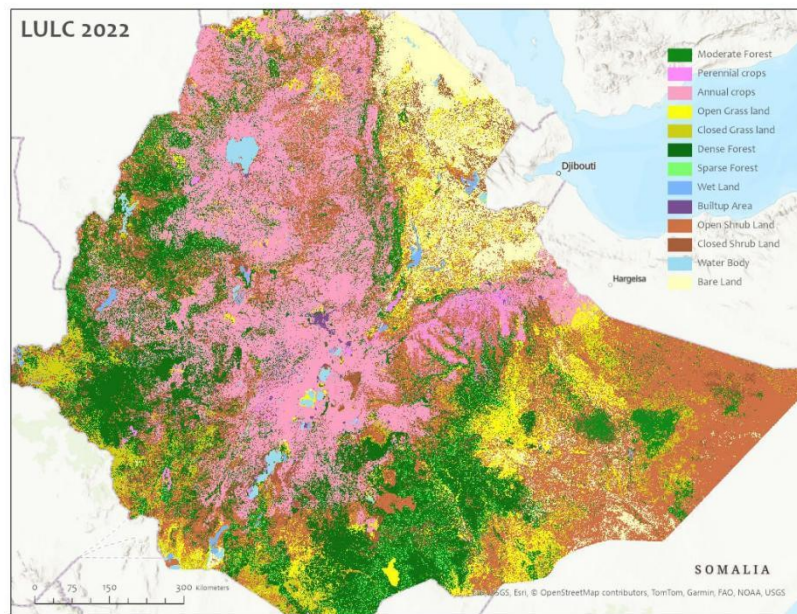 LULC 2022
Moderate Forest
Perennial crops
Annual crops
Open Grass land
Closed Grass land
Dense Forest
Sparse Forest
Wet Land
Builtup Area
Open Shrub Land
Closed Shrub Land
Water Body
Bare Land
Djibouti
Hargeisa
SOMALIA
0 75 150 300 Kilometers
USGS, Esri, © OpenStreetMap contributors, TomTom, Garmin, FAO, NOAA, USGS